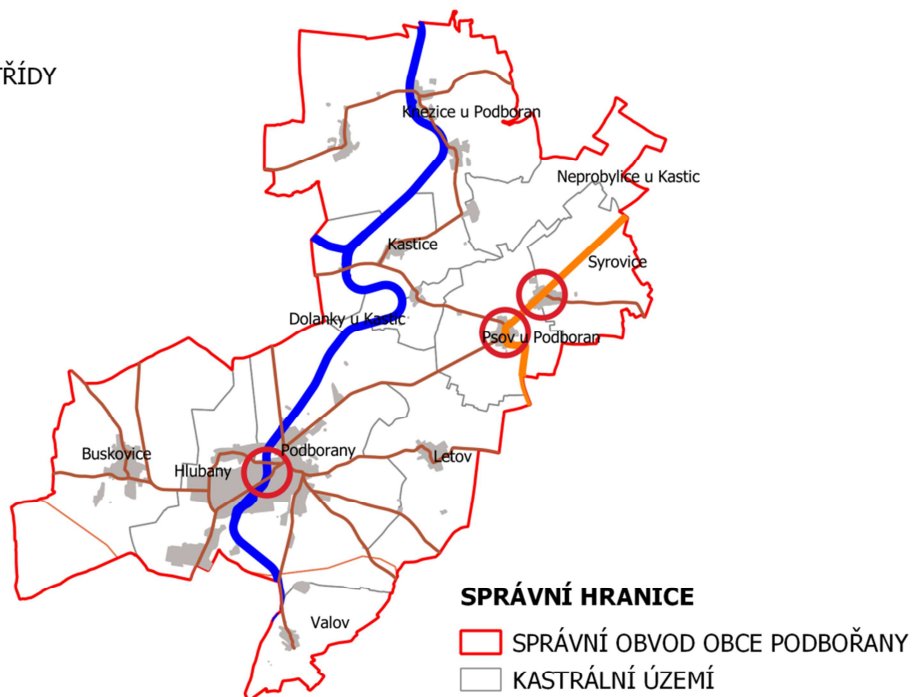 TŘÍDY
Knezice u Podboran
Neprobylice u Kastic
Kastice
Syrovice
Dolanky u Kastic
Psov u Podboran
Buskovice
Hlubany
Podborany
Letov
Valov
SPRÁVNÍ HRANICE
SPRÁVNÍ OBVOD OBCE PODBOŘANY
KASTRÁLNÍ ÚZEMÍ